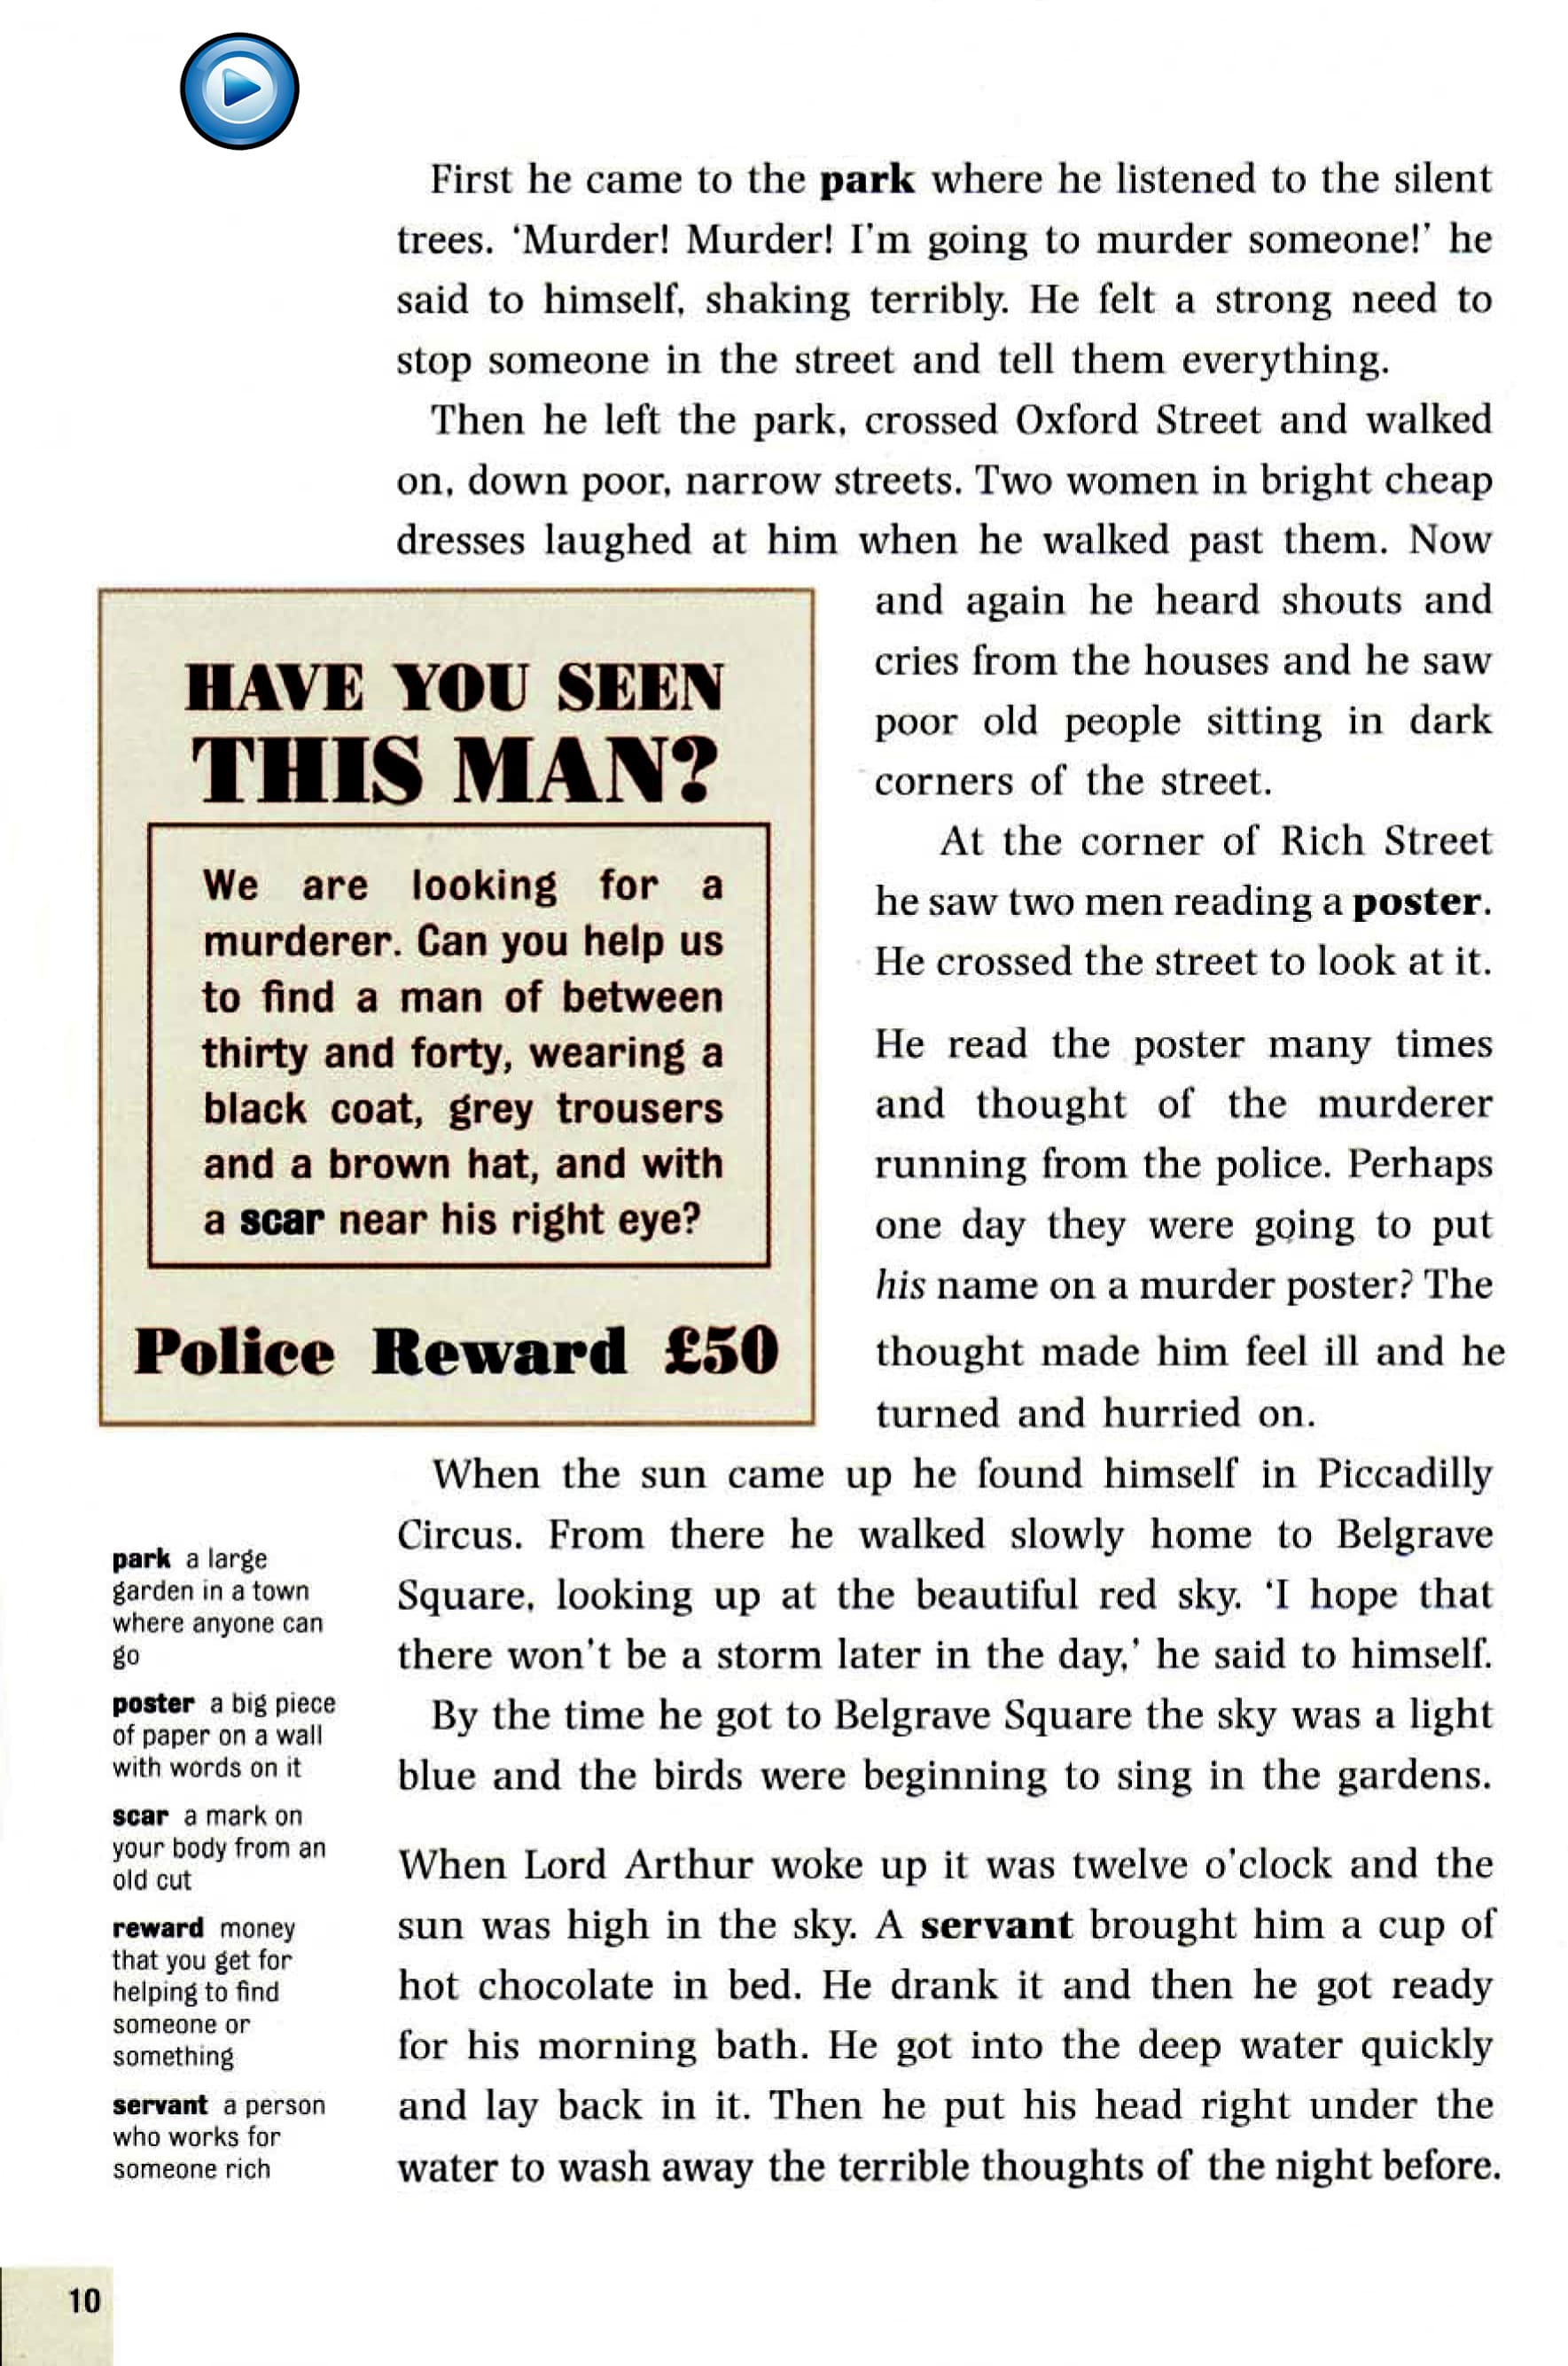 First he came to the park where he listened to the silent
trees. ‘Murder! Murder! I'm going to murder someone!’ he
said to himself, shaking terribly. He felt a strong need to
stop someone in the street and tell them everything.
Then he left the park, crossed Oxford Street and walked
on, down poor, narrow streets. Two women in bright cheap
dresses laughed at him when he walked past them. Now
and again he heard shouts and
cries from the houses and he saw
poor old people sitting in dark
corners of the street.
At the corner of Rich Street
he saw two men reading a poster.
He crossed the street to look at it.
HAVE YOU SEEN
THIS MAN?
We are looking for a
murderer. Can you help us
to find a man of between
thirty and forty, wearing a
black coat, grey trousers
and a brown hat, and with
a scar near his right eye?
Police Reward £50
He read the poster many times
and thought of the murderer
running from the police. Perhaps
one day they were going to put
his name on a murder poster? The
thought made him feel ill and he
turned and hurried on.
When the sun came up he found himself in Piccadilly
Circus. From there he walked slowly home to Belgrave
Square, looking up at the beautiful red sky. ‘I hope that
there won't be a storm later in the day,’ he said to himself.
By the time he got to Belgrave Square the sky was a light
blue and the birds were beginning to sing in the gardens.
When Lord Arthur woke up it was twelve o'clock and the
sun was high in the sky. A servant brought him a cup of
hot chocolate in bed. He drank it and then he got ready
for his morning bath. He got into the deep water quickly
and lay back in it. Then he put his head right under the
water to wash away the terrible thoughts of the night before.
park a large
garden in a town
where anyone can
go
poster a big piece
of paper on a wall
with words on it
scar a mark on
your body from an
old cut
reward money
that you get for
helping to find
someone or
something
servant a person
who works for
someone rich
10